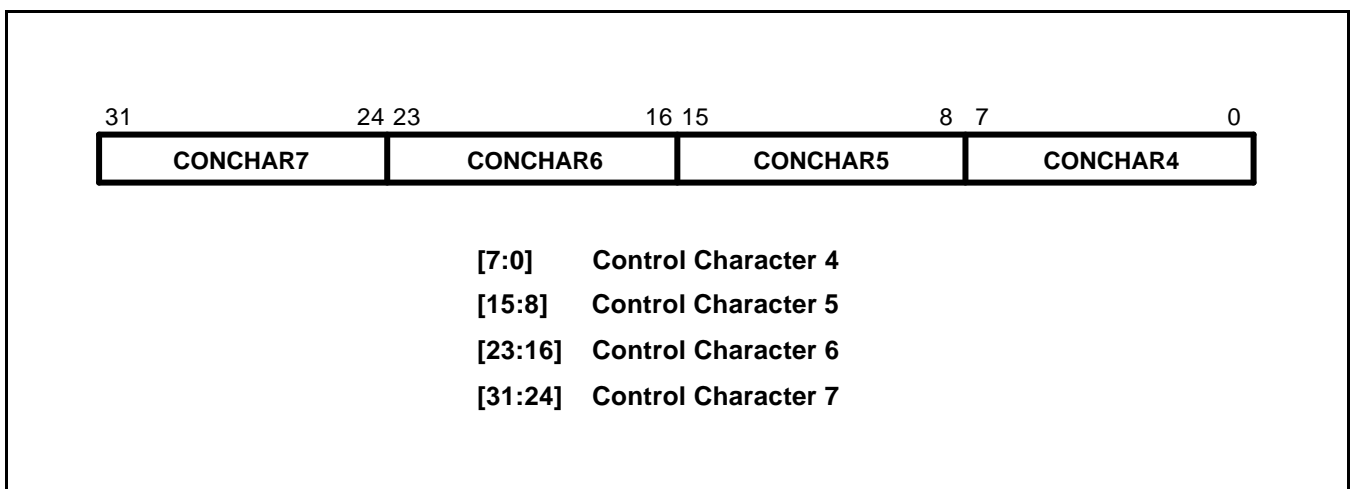 31 24 23 16 15 8 7 0
CONCHAR7 CONCHAR6 CONCHAR5 CONCHAR4
[7:0] Control Character 4
[15:8] Control Character 5
[23:16] Control Character 6
[31:24] Control Character 7